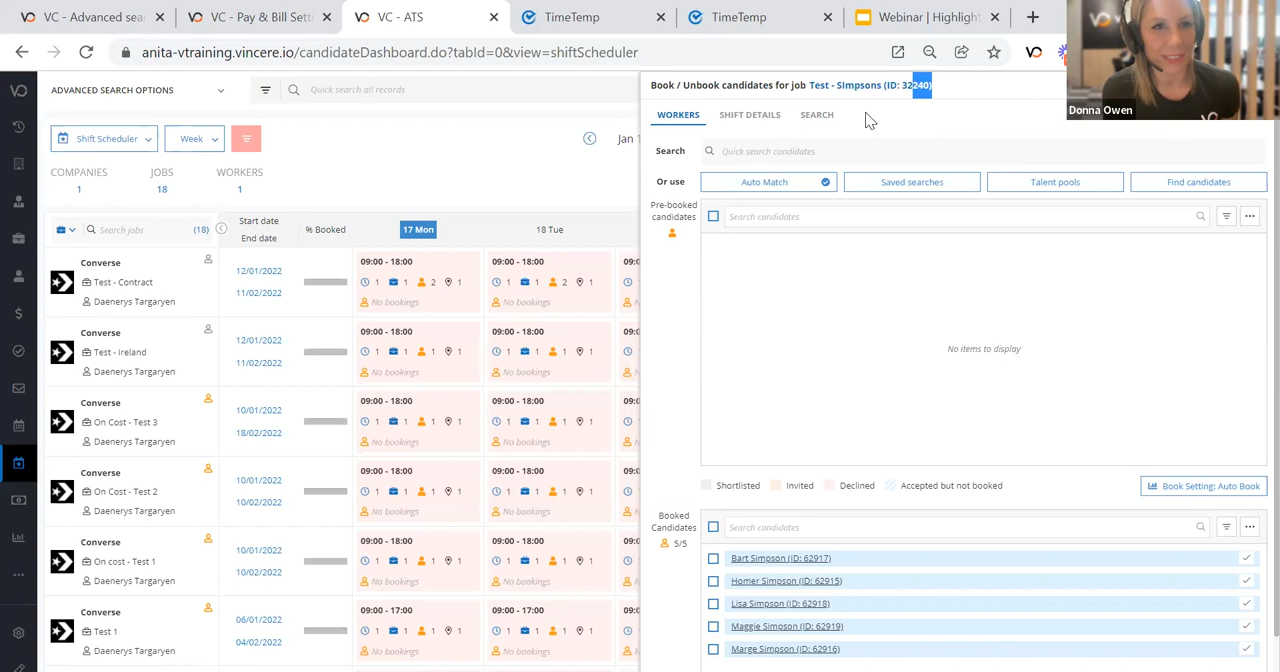 VC - Advanced sea
VC - Pay & Bill Setti
VC - ATS
TimeTemp
TimeTemp
Webinar | Highlight
anita-vtraining.vincere.io/candidateDashboard.do?tabId=0&view=shiftScheduler
Donna Owen
ADVANCED SEARCH OPTIONS
Quick search all records
Shift Scheduler
Week
Jan 1
COMPANIES
JOBS
WORKERS
1
18
1
Search jobs
(18)
Start date
End date
% Booked
17 Mon
18 Tue
Converse
Test - Contract
Daenerys Targaryen
12/01/2022
11/02/2022
09:00 - 18:00
1 1 2 1
No bookings
09:00 - 18:00
1 1 2 1
No bookings
Converse
Test - Ireland
Daenerys Targaryen
12/01/2022
11/02/2022
09:00 - 18:00
1 1 1 1
No bookings
09:00 - 18:00
1 1 1 1
No bookings
Converse
On Cost - Test 3
Daenerys Targaryen
10/01/2022
18/02/2022
09:00 - 18:00
1 1 1 1
No bookings
09:00 - 18:00
1 1 1 1
No bookings
Converse
On Cost - Test 2
Daenerys Targaryen
10/01/2022
10/02/2022
09:00 - 18:00
1 1 1 1
No bookings
09:00 - 18:00
1 1 1 1
No bookings
Converse
On cost - Test 1
Daenerys Targaryen
10/01/2022
10/02/2022
09:00 - 18:00
1 1 1 1
No bookings
09:00 - 18:00
1 1 1 1
No bookings
Converse
Test 1
Daenerys Targaryen
06/01/2022
04/02/2022
09:00 - 17:00
1 1 1 1
No bookings
09:00 - 17:00
1 1 1 1
No bookings
Book / Unbook candidates for job Test - SImpsons (ID: 32240)
WORKERS
SHIFT DETAILS
SEARCH
Search
Quick search candidates
Or use
Auto Match
Saved searches
Talent pools
Find candidates
Pre-booked
candidates
Search candidates
No items to display
Shortlisted
Invited
Declined
Accepted but not booked
Book Setting: Auto Book
Booked
Candidates
5/5
Search candidates
Bart Simpson (ID: 62917)
Homer Simpson (ID: 62915)
Lisa Simpson (ID: 62918)
Maggie Simpson (ID: 62919)
Marge Simpson (ID: 62916)